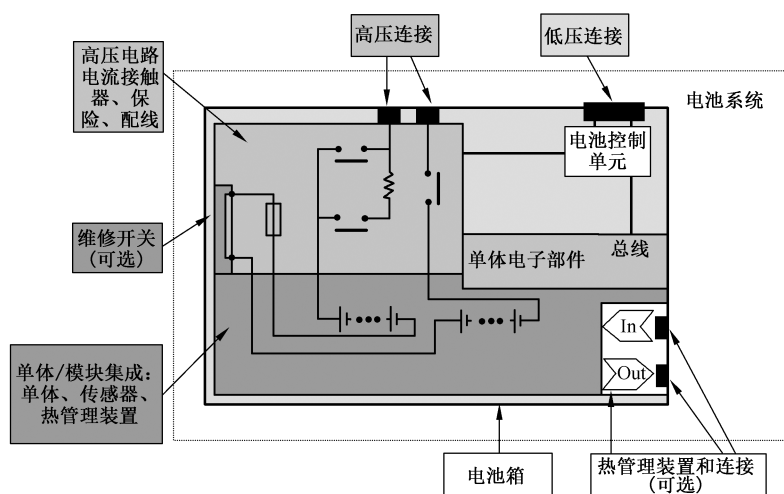 高压连接
低压连接
高压电路
电流接触
器、保
险、配线
电池系统
电池控制
单元
维修开关
(可选)
单体电子部件
总线
In
Out
单体/模块集成:
单体、传感器、
热管理装置
电池箱
热管理装置和连接
(可选)